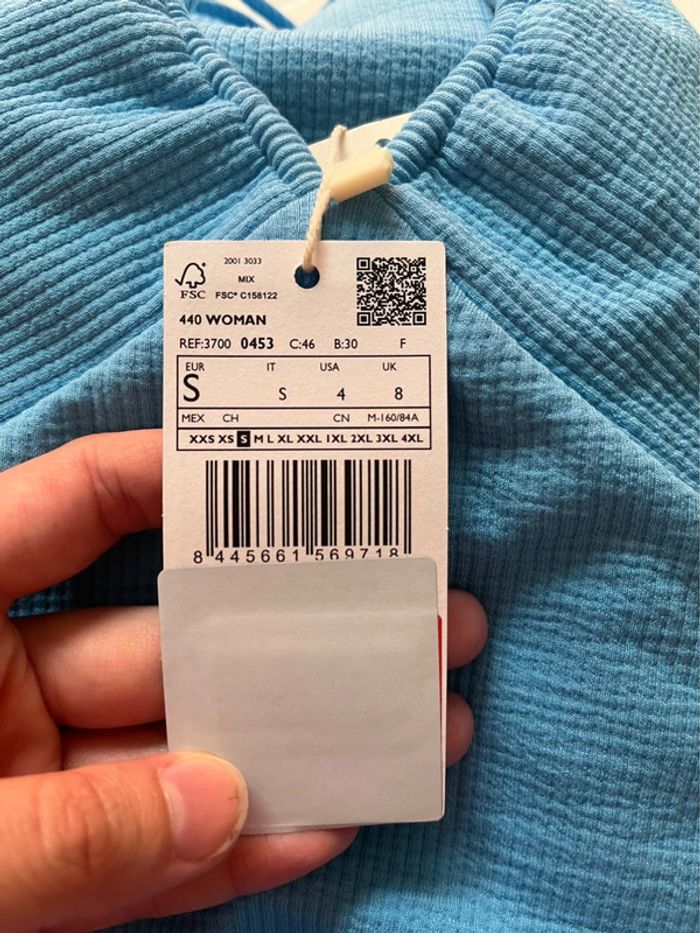 2001 3033
MIX
FSC FSC® C158122
440 WOMAN
REF:3700 0453 C:46 B:30 F
EUR IT USA UK
S S 4 8
MEX CH CN M-160/84A
XXS XS S M L XL XXL 1XL 2XL 3XL 4XL
8 445661 569718